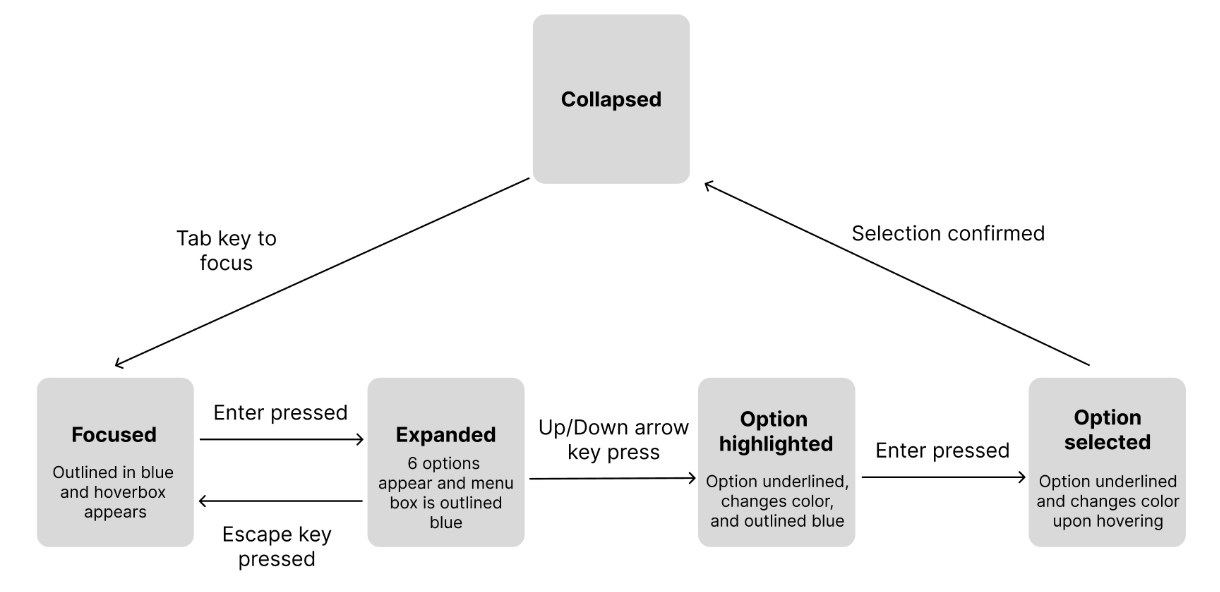 Collapsed
Tab key to
focus
Selection confirmed
Focused
Outlined in blue
and hoverbox
appears
Enter pressed
Escape key
pressed
Expanded
6 options
appear and menu
box is outlined
blue
Up/Down arrow
key press
Option
highlighted
Option underlined,
changes color,
and outlined blue
Enter pressed
Option
selected
Option underlined
and changes color
upon hovering